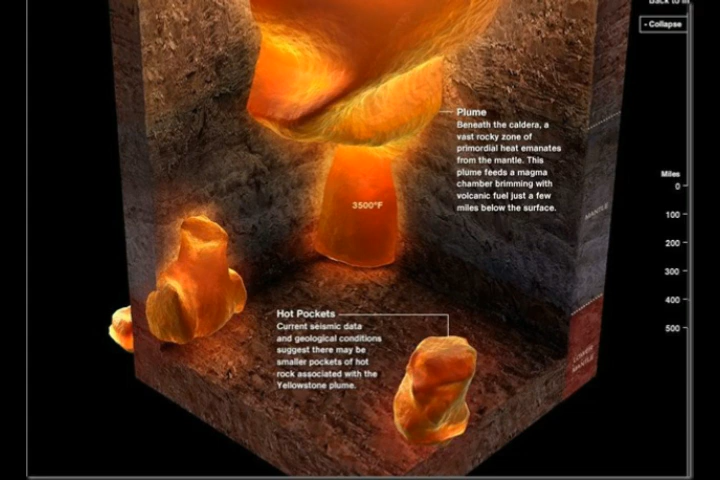 Back to In
- Collapse
Plume
Beneath the caldera, a
vast rocky zone of
primordial heat emanates
from the mantle. This
plume feeds a magma
chamber brimming with
volcanic fuel just a few
miles below the surface.
Miles
0
100
200
300
400
500
MANTLE
3500°F
Hot Pockets
Current seismic data
and geological conditions
suggest there may be
smaller pockets of hot
rock associated with the
Yellowstone plume.
LOWER
MANTLE